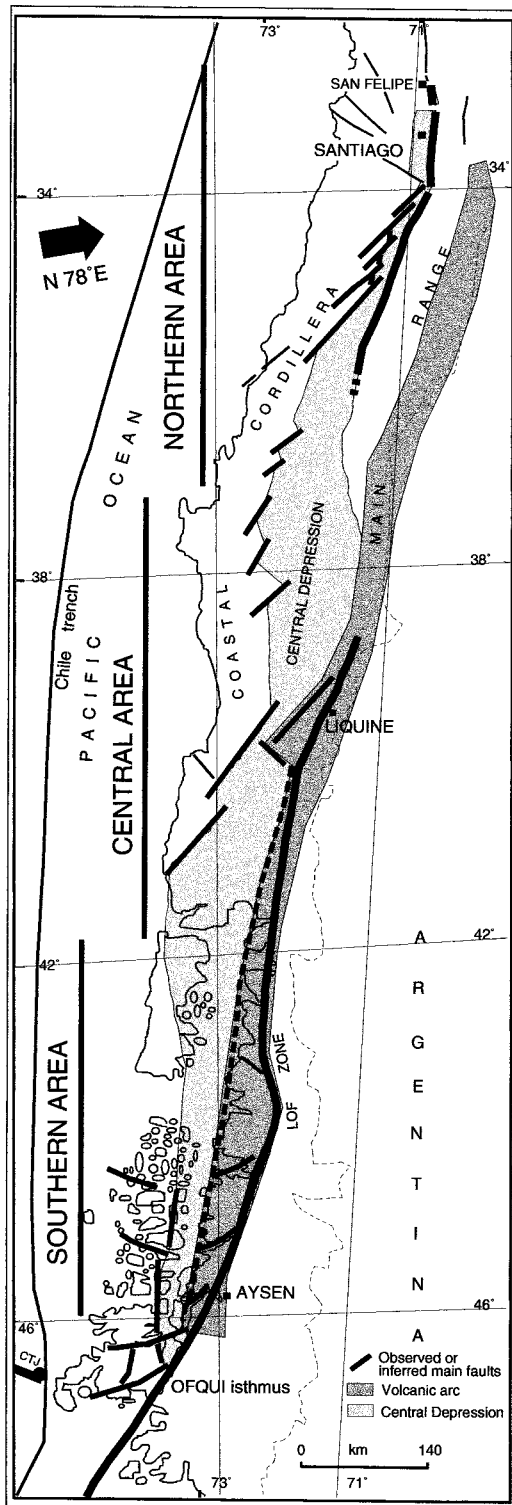 73°
71°
SAN FELIPE
SANTIAGO
34°
34°
N 78°E
NORTHERN AREA
CORDILLERA
RANGE
OCEAN
MAIN
38°
38°
CENTRAL DEPRESSION
COASTAL
Chile trench
PACIFIC
CENTRAL AREA
LIQUINE
42°
42°
ARGENTINA
SOUTHERN AREA
LOF ZONE
AYSEN
46°
46°
CTJ
OFQUI isthmus
Observed or
inferred main faults
Volcanic arc
Central Depression
0 km 140
73°
71°